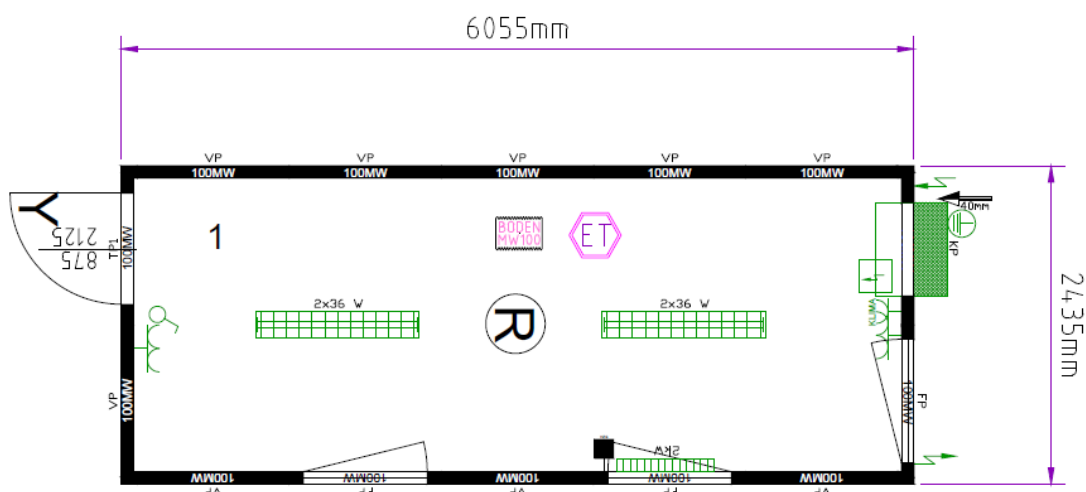 6055mm
VP VP VP VP VP
100MW 100MW 100MW 100MW 100MW
Y
875
2125
TP1
100MW
1
BODEN
MW100
ET
40mm
KP
KLIMA
2435mm
2x36 W
R
2x36 W
VP
100MW
FP
100MW
2kW
100MW 100MW 100MW 100MW 100MW